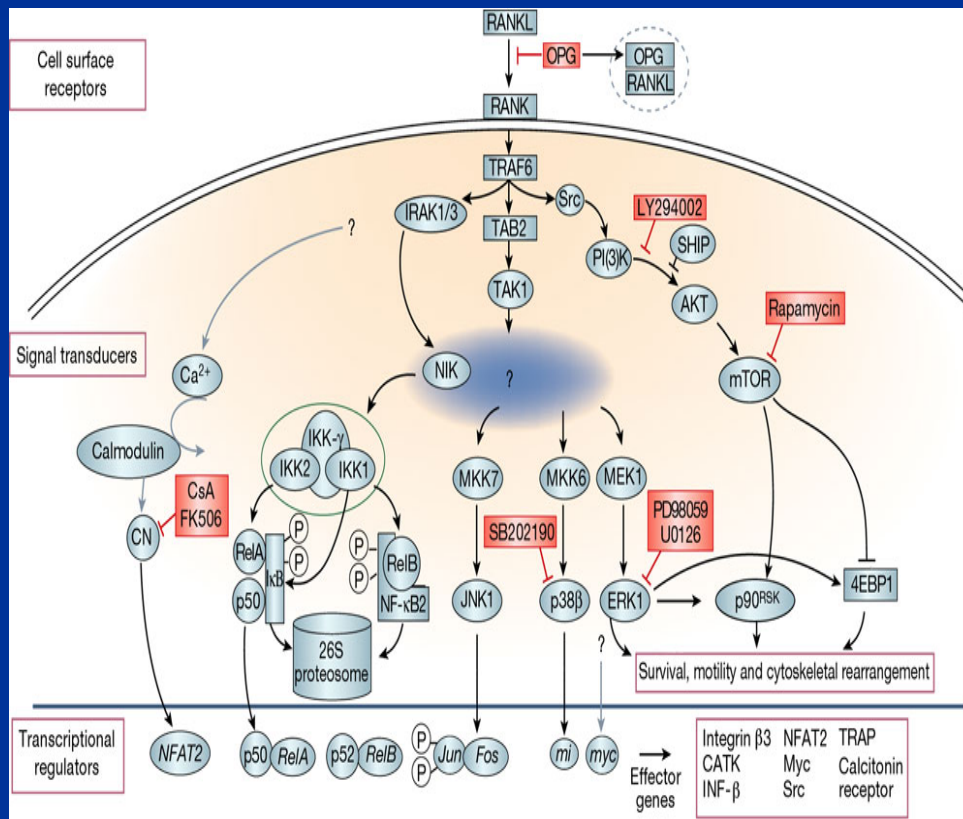 RANKL
Cell surface
receptors
OPG
OPG
RANKL
RANK
TRAF6
IRAK1/3
Src
LY294002
?
TAB2
SHIP
PI(3)K
TAK1
AKT
Rapamycin
Signal transducers
Ca2+
NIK
?
mTOR
Calmodulin
IKK-γ
IKK2
IKK1
MKK7
MKK6
MEK1
CsA
FK506
PD98059
U0126
CN
P
SB202190
RelA
P
P
RelB
IκB
P
4EBP1
p50
NF-κB2
JNK1
p38β
ERK1
p90RSK
26S
proteosome
?
Survival, motility and cytoskeletal rearrangement
Transcriptional
regulators
NFAT2
p50
RelA
p52
RelB
P
P
Jun
Fos
mi
myc
Effector
genes
Integrin β3 NFAT2 TRAP
CATK Myc Calcitonin
INF-β Src receptor